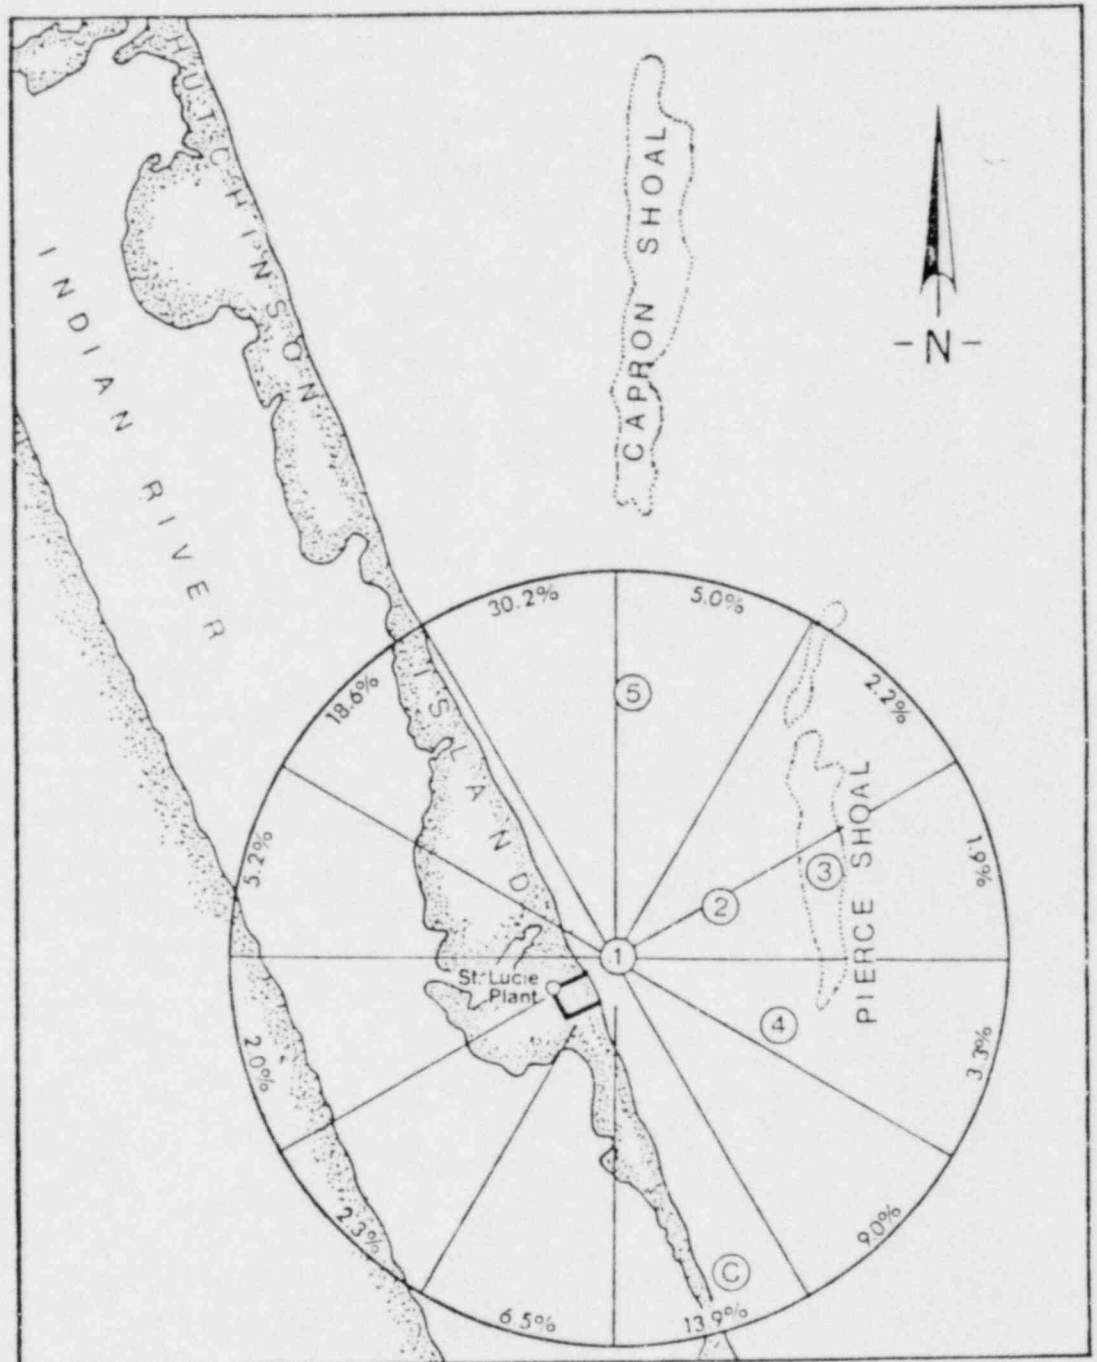 HUTCHINSON ISLAND
INDIAN RIVER
CAPRON SHOAL
- N -
30.2%
5.0%
18.6%
2.2%
5
5.2%
PIERCE SHOAL
1.9%
3
2
1
St. Lucie
Plant
4
2.0%
3.3%
2.3%
9.0%
C
6.5%
13.9%